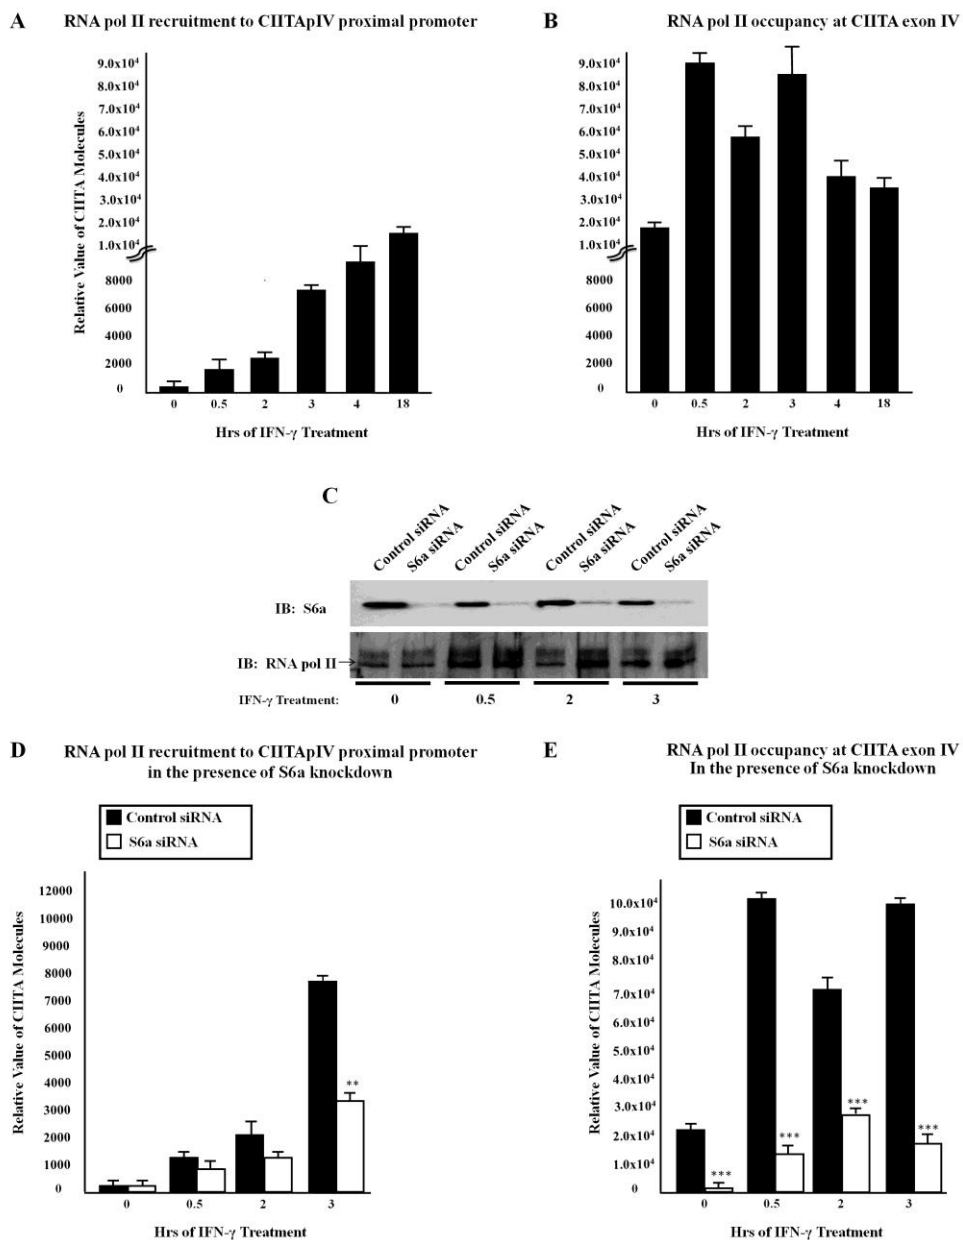 A RNA pol II recruitment to CIITApIV proximal promoter
Relative Value of CIITA Molecules
9.0x10⁴
8.0x10⁴
7.0x10⁴
6.0x10⁴
5.0x10⁴
4.0x10⁴
3.0x10⁴
2.0x10⁴
1.0x10⁴
8000
6000
4000
2000
0
0 0.5 2 3 4 18
Hrs of IFN-γ Treatment
B RNA pol II occupancy at CIITA exon IV
9.0x10⁴
8.0x10⁴
7.0x10⁴
6.0x10⁴
5.0x10⁴
4.0x10⁴
3.0x10⁴
2.0x10⁴
1.0x10⁴
8000
6000
4000
2000
0
0 0.5 2 3 4 18
Hrs of IFN-γ Treatment
C
Control siRNA S6a siRNA Control siRNA S6a siRNA Control siRNA S6a siRNA Control siRNA S6a siRNA
IB: S6a
IB: RNA pol II
IFN-γ Treatment: 0 0.5 2 3
D RNA pol II recruitment to CIITApIV proximal promoter
in the presence of S6a knockdown
Control siRNA
S6a siRNA
Relative Value of CIITA Molecules
12000
10000
9000
8000
7000
6000
5000
4000
3000
2000
1000
0
**
0 0.5 2 3
Hrs of IFN-γ Treatment
E RNA pol II occupancy at CIITA exon IV
In the presence of S6a knockdown
Control siRNA
S6a siRNA
Relative Value of CIITA Molecules
10.0x10⁴
9.0x10⁴
8.0x10⁴
7.0x10⁴
6.0x10⁴
5.0x10⁴
4.0x10⁴
3.0x10⁴
2.0x10⁴
1.0x10⁴
0
*** *** *** ***
0 0.5 2 3
Hrs of IFN-γ Treatment